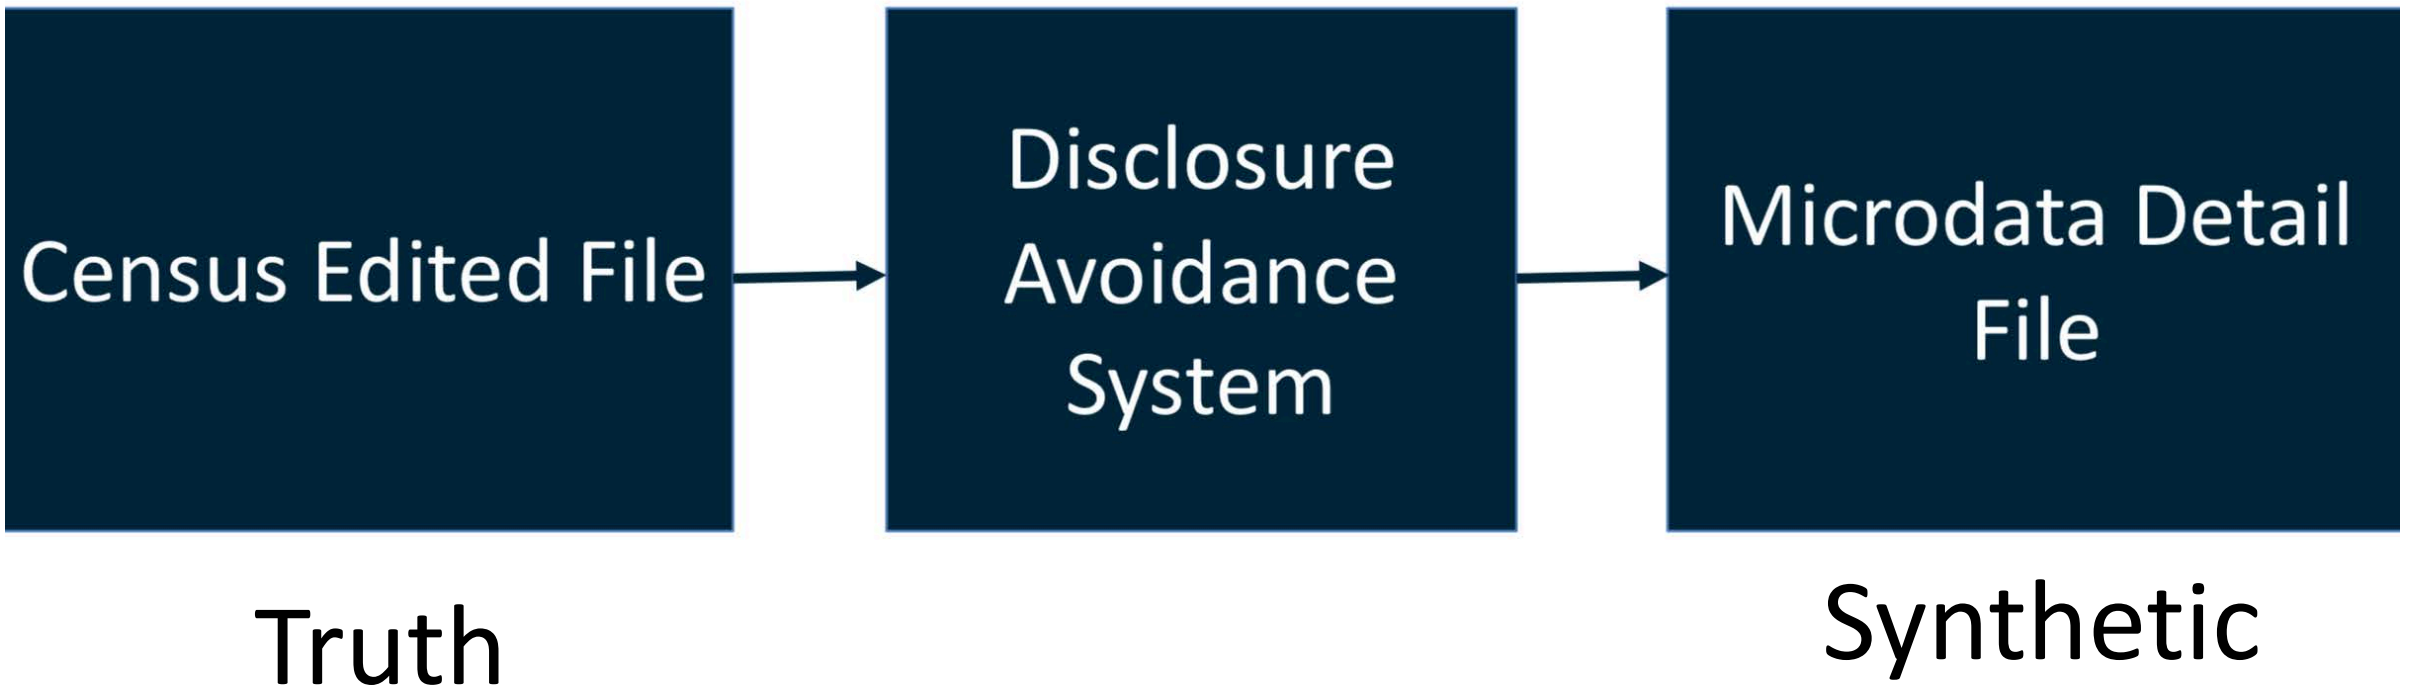 Census Edited File
Disclosure
Avoidance
System
Microdata Detail
File
Truth
Synthetic